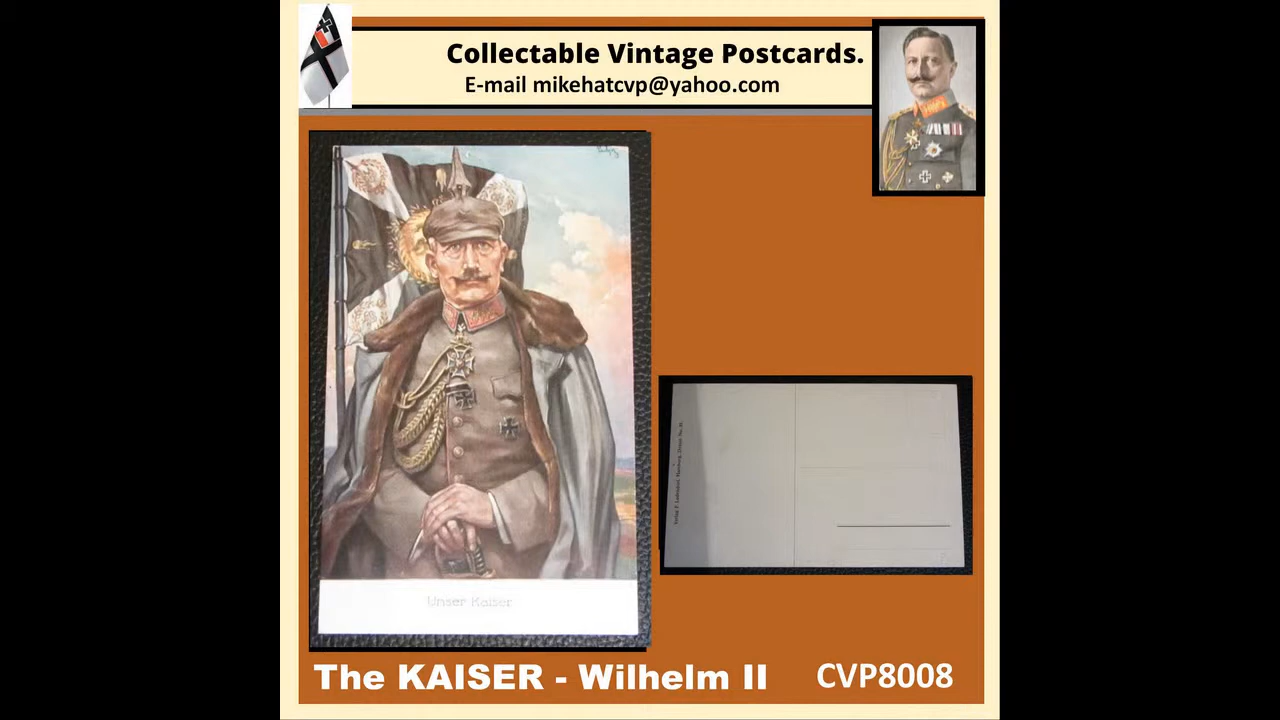 Collectable Vintage Postcards.
E-mail mikehatcvp@yahoo.com
Unser Kaiser
The KAISER - Wilhelm II
CVP8008